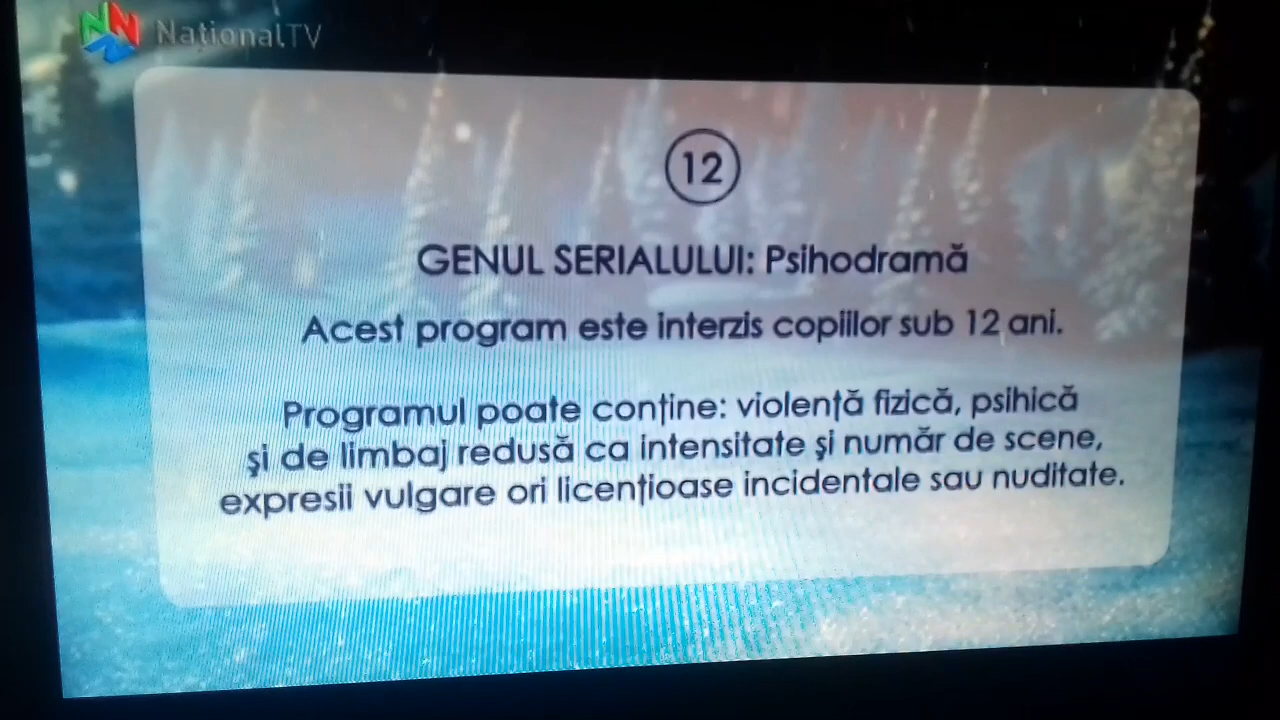 NaționalTV
12
GENUL SERIALULUI: Psihodramă
Acest program este interzis copiilor sub 12 ani.
Programul poate conține: violență fizică, psihică
și de limbaj redusă ca intensitate și număr de scene,
expresii vulgare ori licențioase incidentale sau nuditate.